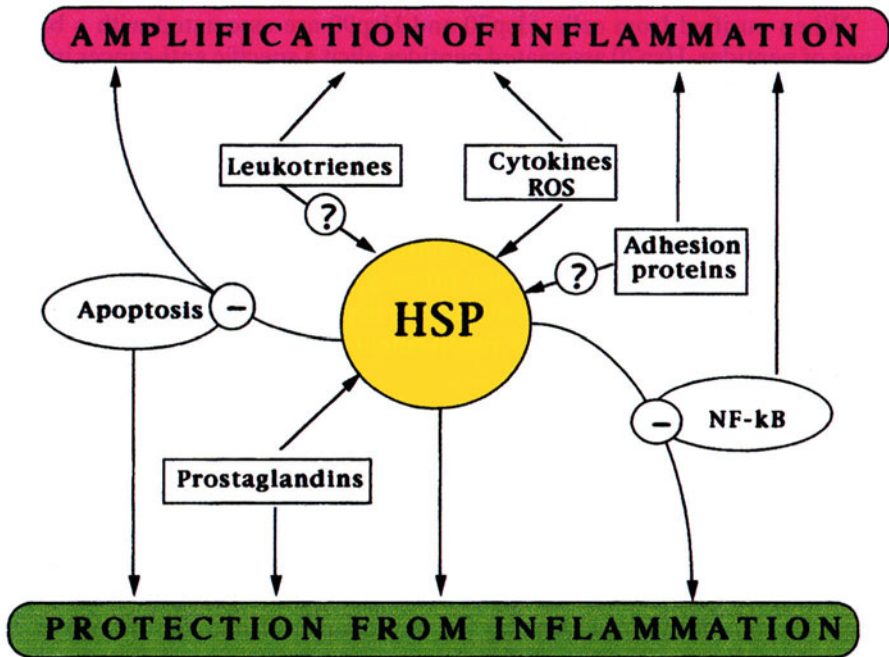 AMPLIFICATION OF INFLAMMATION
Leukotrienes
Cytokines
ROS
?
Adhesion
proteins
?
Apoptosis
−
HSP
−
NF-kB
Prostaglandins
PROTECTION FROM INFLAMMATION